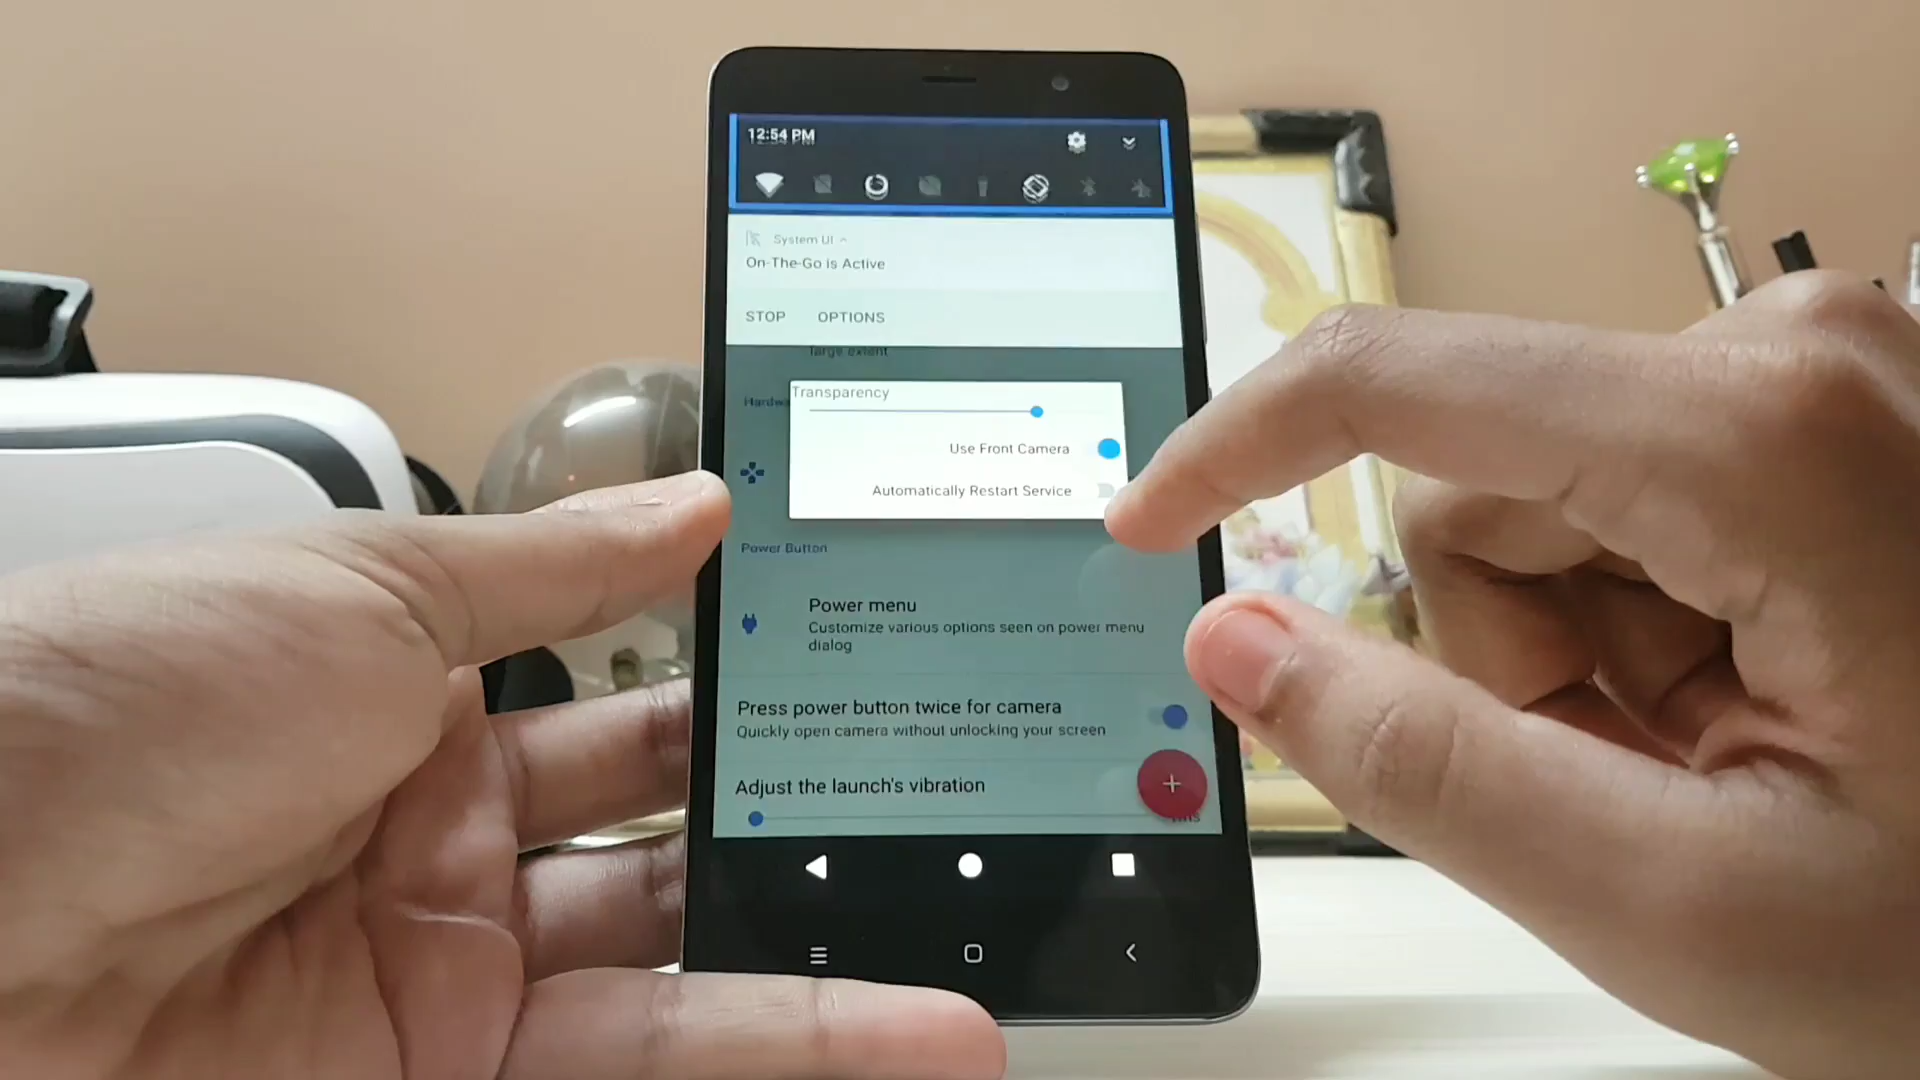 12:54 PM
System UI
On-The-Go is Active
STOP OPTIONS
large extent
Transparency
Use Front Camera
Automatically Restart Service
Power Button
Power menu
Customize various options seen on power menu
dialog
Press power button twice for camera
Quickly open camera without unlocking your screen
Adjust the launch's vibration